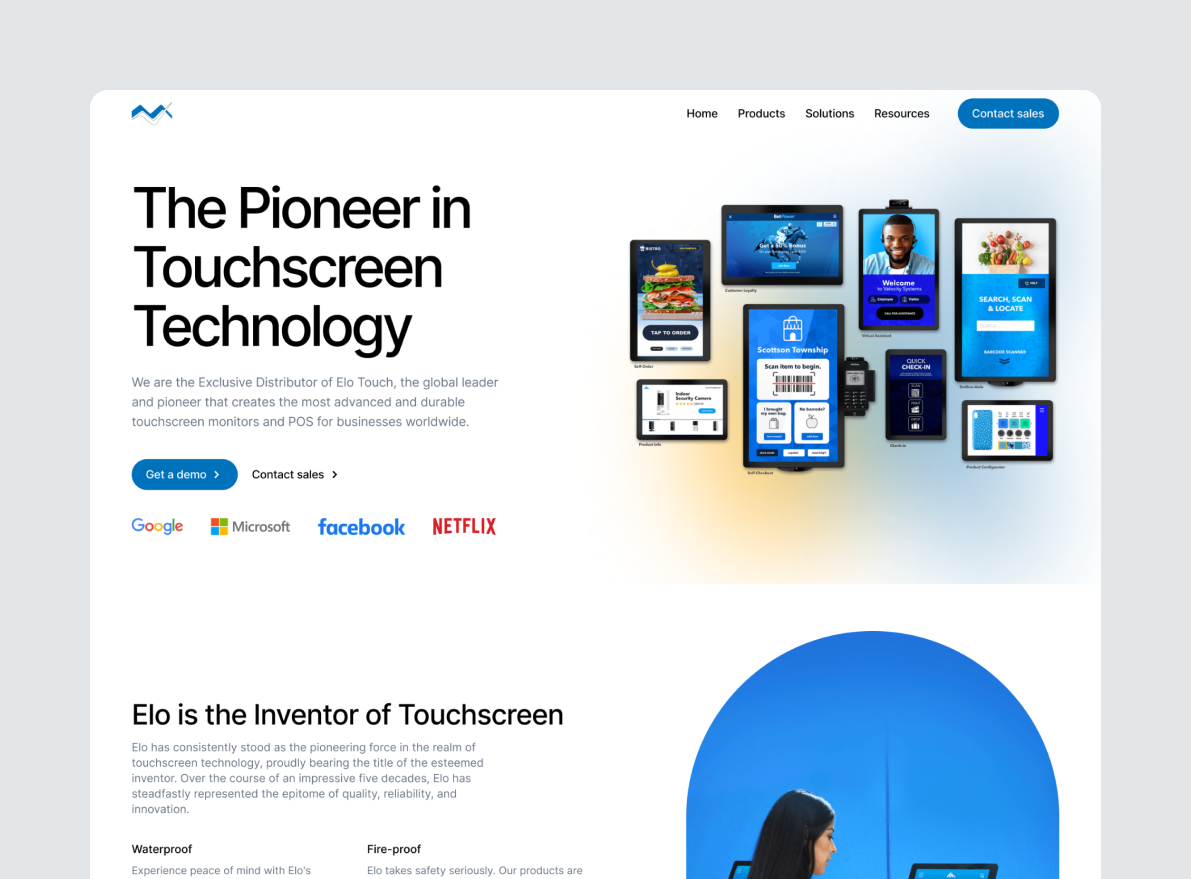 Home
Products
Solutions
Resources
Contact sales
The Pioneer in
Touchscreen
Technology
We are the Exclusive Distributor of Elo Touch, the global leader
and pioneer that creates the most advanced and durable
touchscreen monitors and POS for businesses worldwide.
Get a demo
Contact sales
Google
Microsoft
facebook
NETFLIX
BISTRO
TAP TO ORDER
Self-Order
BetPower
Get a 50% Bonus
Customer Loyalty
Welcome
to Velocity Systems
Employee
Visitor
CALL FOR ASSISTANCE
Virtual Assistant
HELP
SEARCH, SCAN
& LOCATE
SEARCH
BARCODE SCANNED
Endless Aisle
Indoor
Security Camera
Product Info
Scottson Township
Scan item to begin.
I brought
my own bag.
No barcode?
Self-Checkout
QUICK
CHECK-IN
SCAN
PRINT
Check-in
Product Configurator
Elo is the Inventor of Touchscreen
Elo has consistently stood as the pioneering force in the realm of
touchscreen technology, proudly bearing the title of the esteemed
inventor. Over the course of an impressive five decades, Elo has
steadfastly represented the epitome of quality, reliability, and
innovation.
Waterproof
Experience peace of mind with Elo's
Fire-proof
Elo takes safety seriously. Our products are